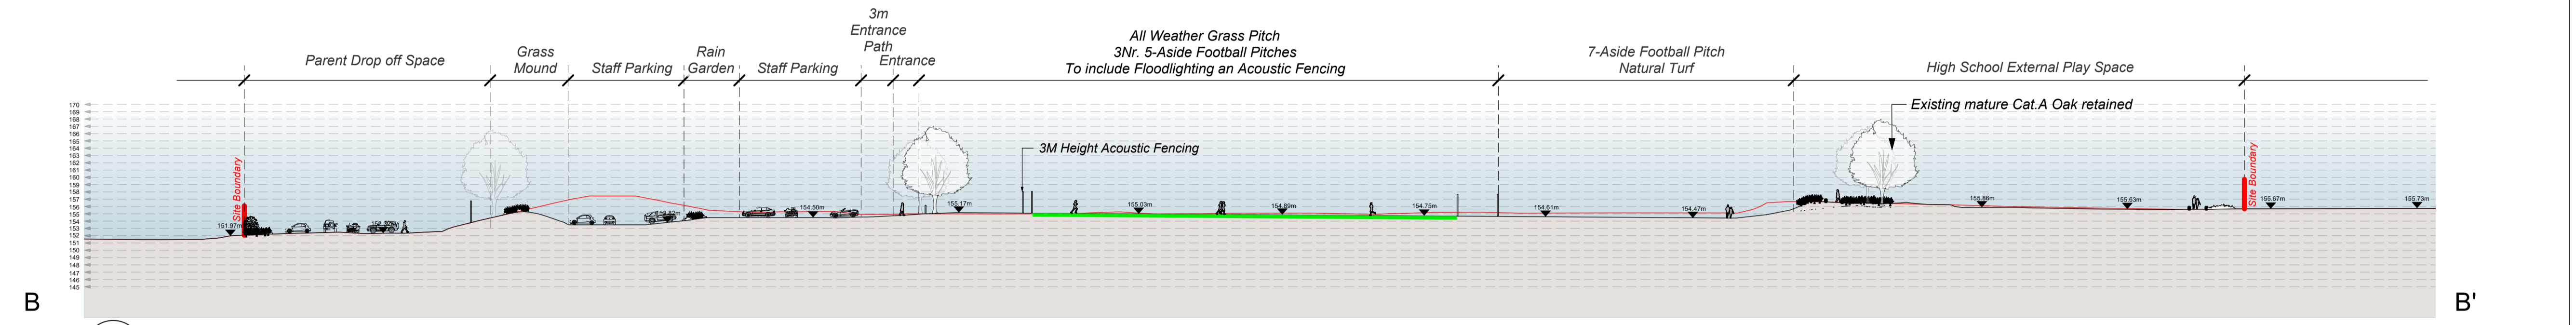 3m
Entrance
Path
Entrance
Parent Drop off Space
Grass
Mound
Staff Parking
Rain
Garden
Staff Parking
All Weather Grass Pitch
3Nr. 5-Aside Football Pitches
To include Floodlighting an Acoustic Fencing
7-Aside Football Pitch
Natural Turf
High School External Play Space
Existing mature Cat.A Oak retained
3M Height Acoustic Fencing
170
169
168
167
166
165
164
163
162
161
160
159
158
157
156
155
154
153
152
151
150
149
148
147
146
145
Site Boundary
151.97m
154.50m
155.17m
155.03m
154.89m
154.75m
154.61m
154.47m
155.86m
155.63m
Site Boundary
155.67m
155.73m
B
B'